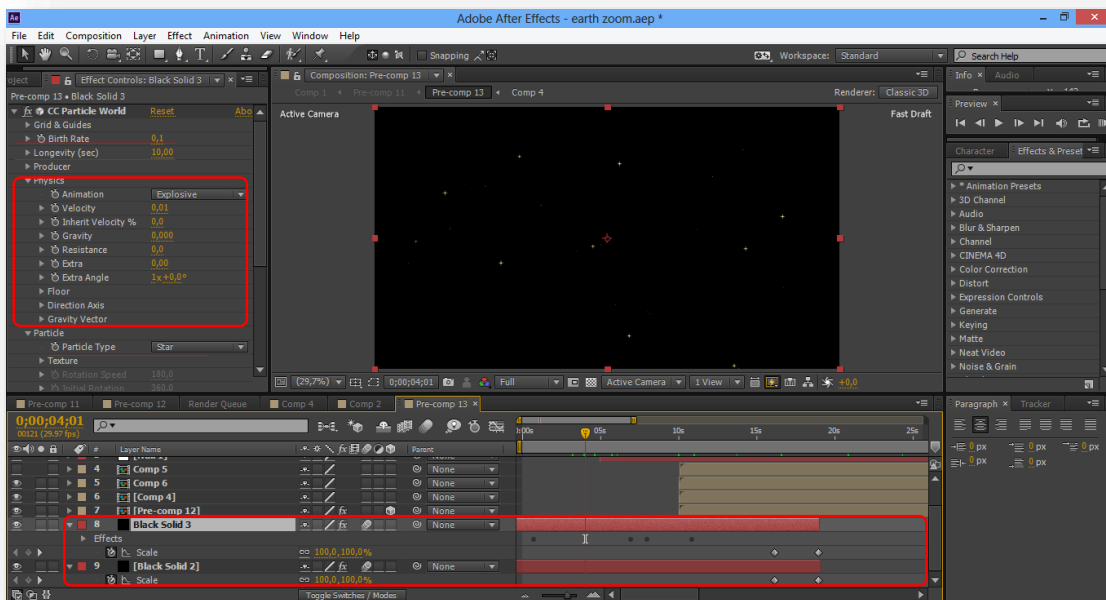 Ae Adobe After Effects - earth zoom.aep *
File Edit Composition Layer Effect Animation View Window Help
Snapping Workspace: Standard Search Help
oject Effect Controls: Black Solid 3 Composition: Pre-comp 13 Info Audio
Pre-comp 13 • Black Solid 3 Comp 1 Pre-comp 11 Pre-comp 13 Comp 4 Renderer: Classic 3D
fx CC Particle World Reset Abo
Active Camera Fast Draft
Preview
Grid & Guides
Birth Rate 0,1
Longevity (sec) 10,00
Producer
Physics
Animation Explosive
Velocity 0,01
Inherit Velocity % 0,0
Gravity 0,000
Resistance 0,0
Extra 0,00
Extra Angle 1x+0,0°
Floor
Direction Axis
Gravity Vector
Particle
Particle Type Star
Texture
Rotation Speed 180,0
Initial Rotation 360,0
Character Effects & Preset
* Animation Presets
3D Channel
Audio
Blur & Sharpen
Channel
CINEMA 4D
Color Correction
Distort
Expression Controls
Generate
Keying
Matte
Neat Video
Noise & Grain
(29,7%) 0;00;04;01 Full Active Camera 1 View +0,0
Pre-comp 11 Pre-comp 12 Render Queue Comp 4 Comp 2 Pre-comp 13 Paragraph Tracker
0;00;04;01
00121 (29.97 fps)
05s 10s 15s 20s 25s
# Layer Name Parent
0 px 0 px 0 px
0 px 0 px
4 Comp 5 None
5 Comp 6 None
6 [Comp 4] None
7 [Pre-comp 12] fx None
8 Black Solid 3 fx None
Effects
Scale 100,0,100,0%
9 [Black Solid 2] fx None
Scale 100,0,100,0%
Toggle Switches / Modes